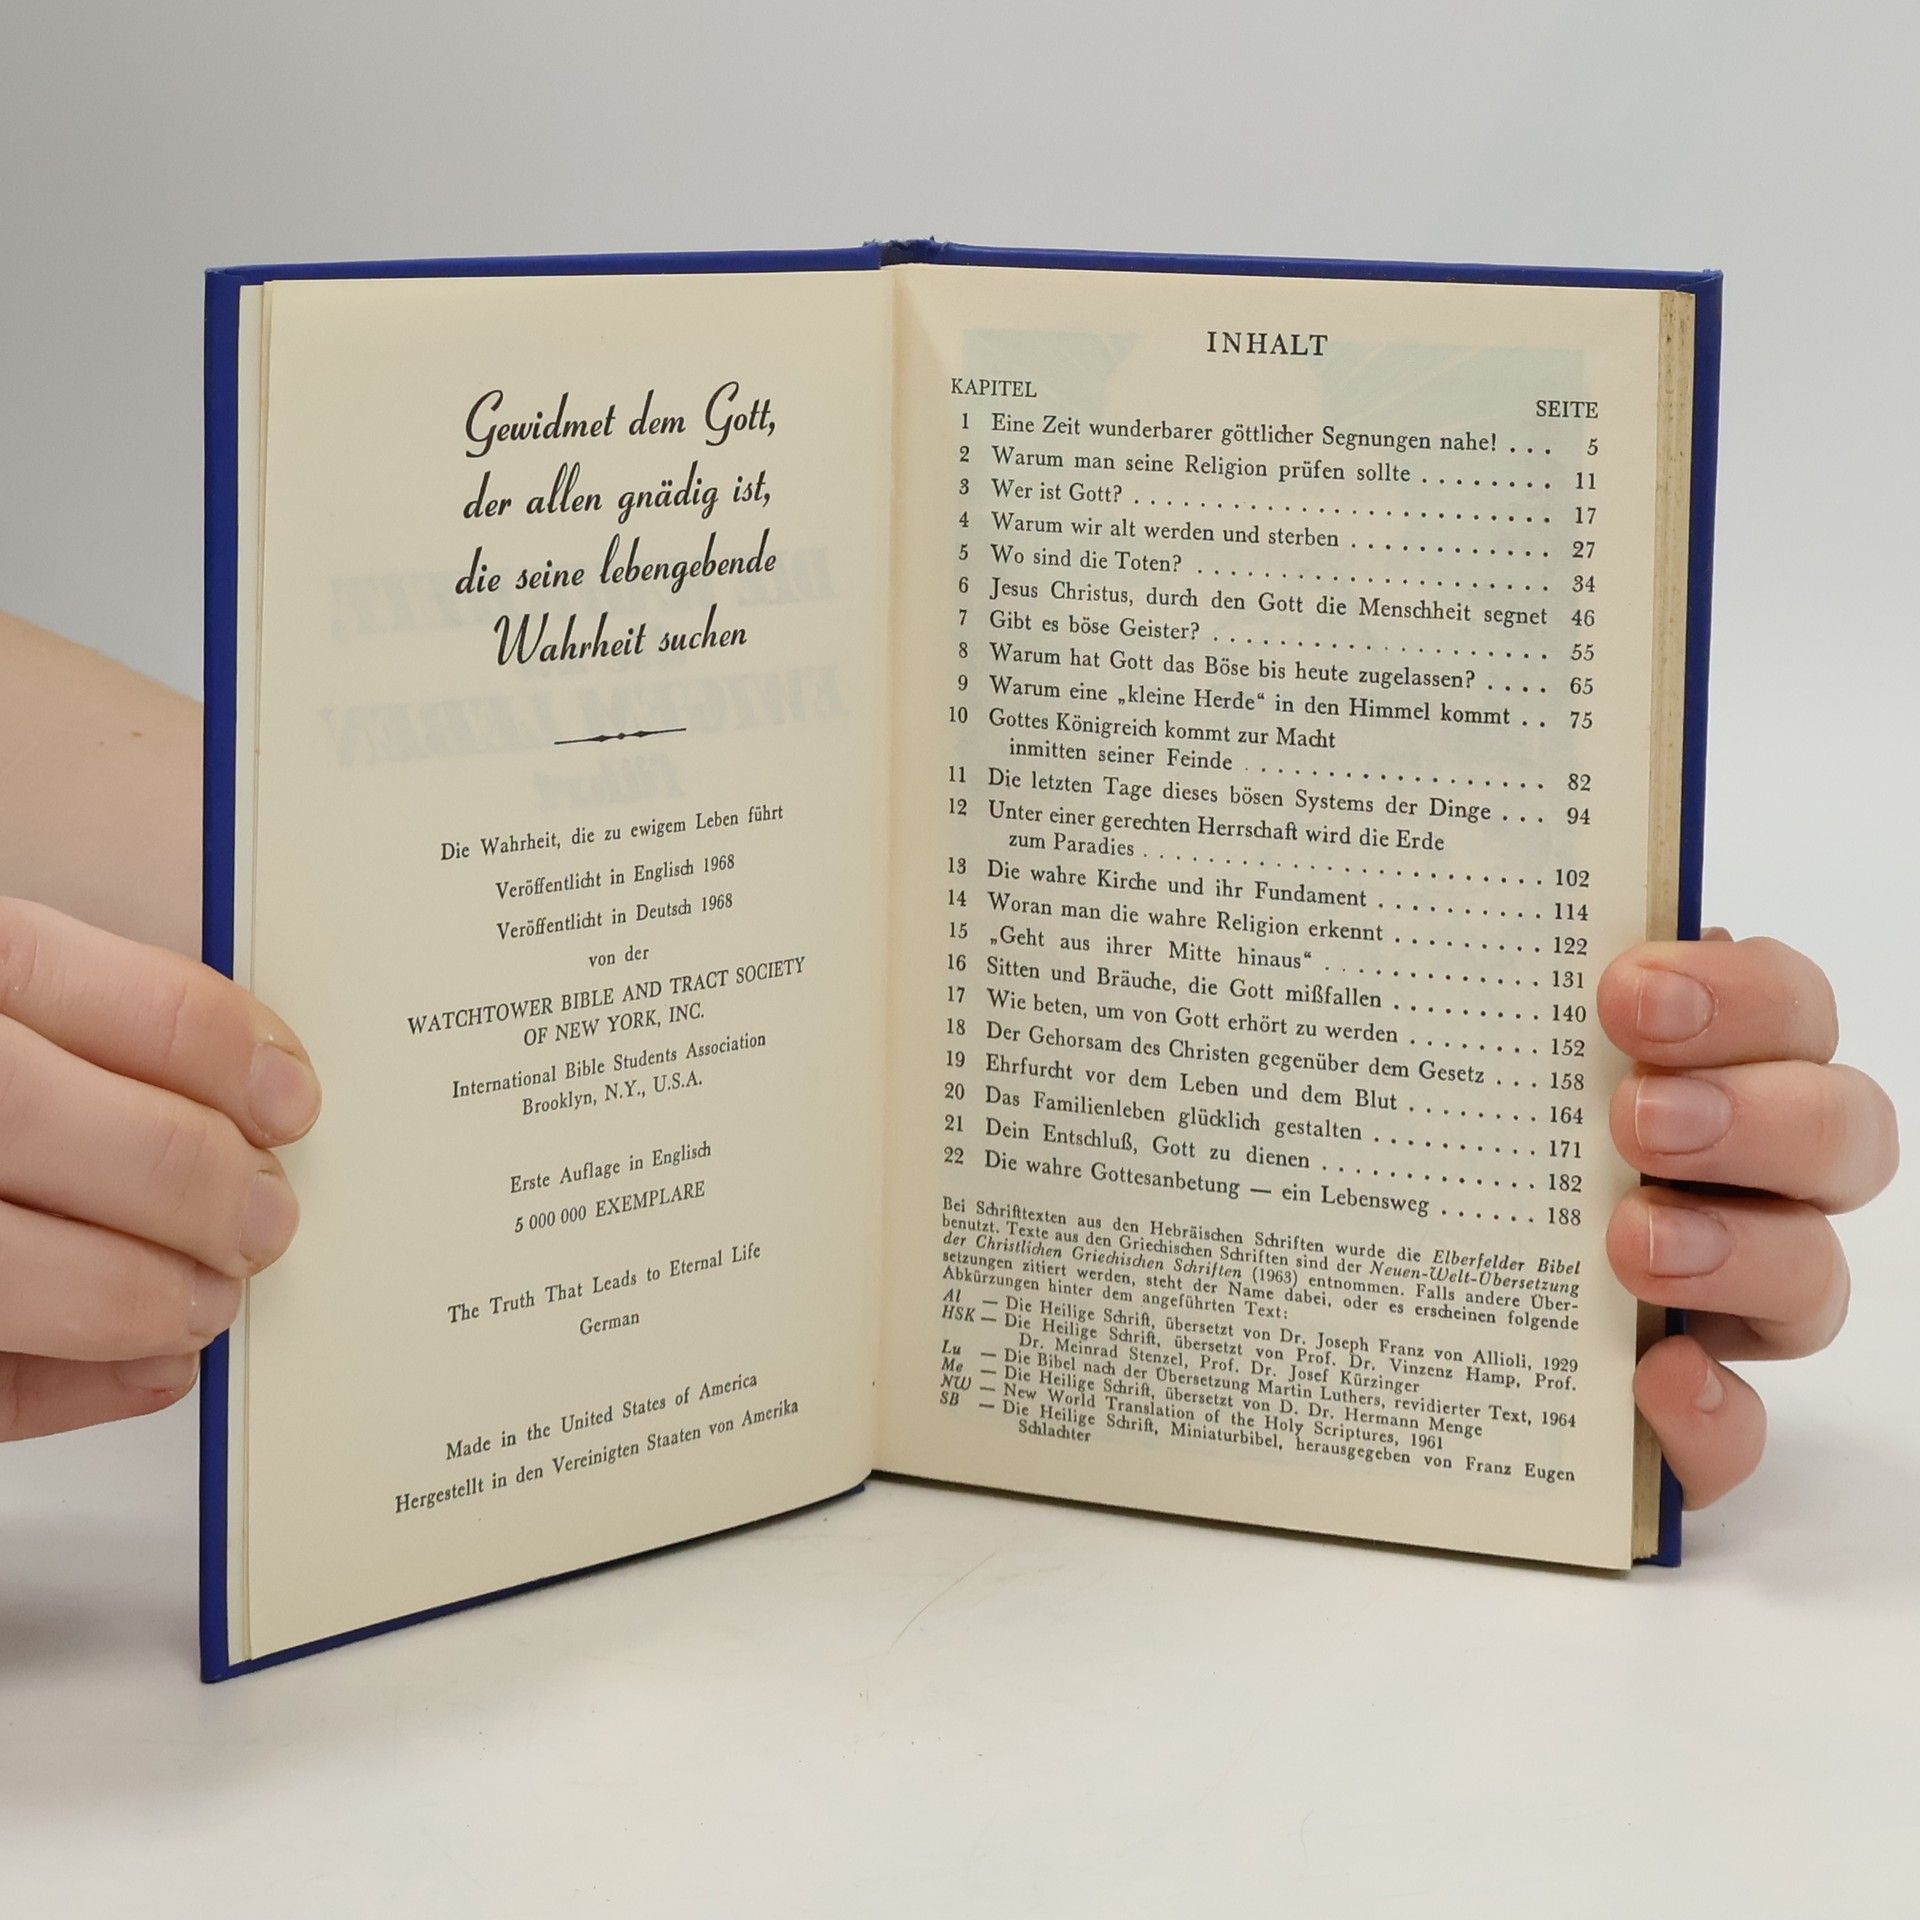 Gewidmet dem Gott,
der allen gnädig ist,
die seine lebengebende
Wahrheit suchen
Die Wahrheit, die zu ewigem Leben führt
Veröffentlicht in Englisch 1968
Veröffentlicht in Deutsch 1968
von der
WATCHTOWER BIBLE AND TRACT SOCIETY
OF NEW YORK, INC.
International Bible Students Association
Brooklyn, N.Y., U.S.A.
Erste Auflage in Englisch
5 000 000 EXEMPLARE
The Truth That Leads to Eternal Life
German
Made in the United States of America
Hergestellt in den Vereinigten Staaten von Amerika
INHALT
KAPITEL SEITE
1 Eine Zeit wunderbarer göttlicher Segnungen nahe! . . . 5
2 Warum man seine Religion prüfen sollte . . . . . . . . 11
3 Wer ist Gott? . . . . . . . . . . . . . . . . . . . . . . . . . 17
4 Warum wir alt werden und sterben . . . . . . . . . . . . 27
5 Wo sind die Toten? . . . . . . . . . . . . . . . . . . . . . 34
6 Jesus Christus, durch den Gott die Menschheit segnet 46
7 Gibt es böse Geister? . . . . . . . . . . . . . . . . . . . . 55
8 Warum hat Gott das Böse bis heute zugelassen? . . . . 65
9 Warum eine „kleine Herde“ in den Himmel kommt . . 75
10 Gottes Königreich kommt zur Macht
inmitten seiner Feinde . . . . . . . . . . . . . . . . . . 82
11 Die letzten Tage dieses bösen Systems der Dinge . . . 94
12 Unter einer gerechten Herrschaft wird die Erde
zum Paradies . . . . . . . . . . . . . . . . . . . . . . . . 102
13 Die wahre Kirche und ihr Fundament . . . . . . . . . . 114
14 Woran man die wahre Religion erkennt . . . . . . . . . 122
15 „Geht aus ihrer Mitte hinaus“ . . . . . . . . . . . . . 131
16 Sitten und Bräuche, die Gott mißfallen . . . . . . . . . 140
17 Wie beten, um von Gott erhört zu werden . . . . . . . . 152
18 Der Gehorsam des Christen gegenüber dem Gesetz . . . 158
19 Ehrfurcht vor dem Leben und dem Blut . . . . . . . . 164
20 Das Familienleben glücklich gestalten . . . . . . . . . . 171
21 Dein Entschluß, Gott zu dienen . . . . . . . . . . . . . 182
22 Die wahre Gottesanbetung — ein Lebensweg . . . . . . 188
Bei Schrifttexten aus den Hebräischen Schriften wurde die Elberfelder Bibel
benutzt. Texte aus den Griechischen Schriften sind der Neuen-Welt-Übersetzung
der Christlichen Griechischen Schriften (1963) entnommen. Falls andere Über-
setzungen zitiert werden, steht der Name dabei, oder es erscheinen folgende
Abkürzungen hinter dem angeführten Text:
Al — Die Heilige Schrift, übersetzt von Dr. Joseph Franz von Allioli, 1929
HSK — Die Heilige Schrift, übersetzt von Prof. Dr. Vinzenz Hamp, Prof.
Dr. Meinrad Stenzel, Prof. Dr. Josef Kürzinger
Lu — Die Bibel nach der Übersetzung Martin Luthers, revidierter Text, 1964
Me — Die Heilige Schrift, übersetzt von D. Dr. Hermann Menge
NW — New World Translation of the Holy Scriptures, 1961
SB — Die Heilige Schrift, Miniaturbibel, herausgegeben von Franz Eugen
Schlachter